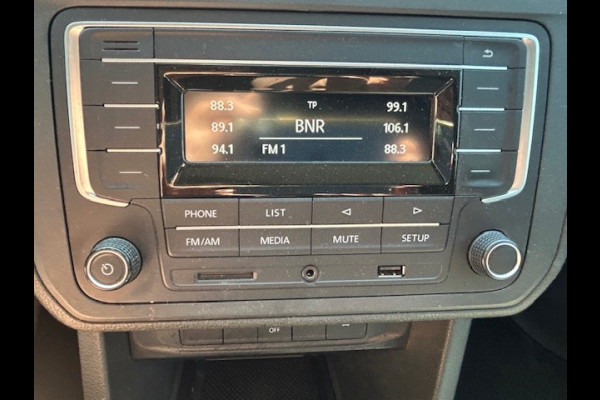 88.3 TP 99.1
89.1 BNR 106.1
94.1 FM 1 88.3
PHONE LIST
FM/AM MEDIA MUTE SETUP
OFF